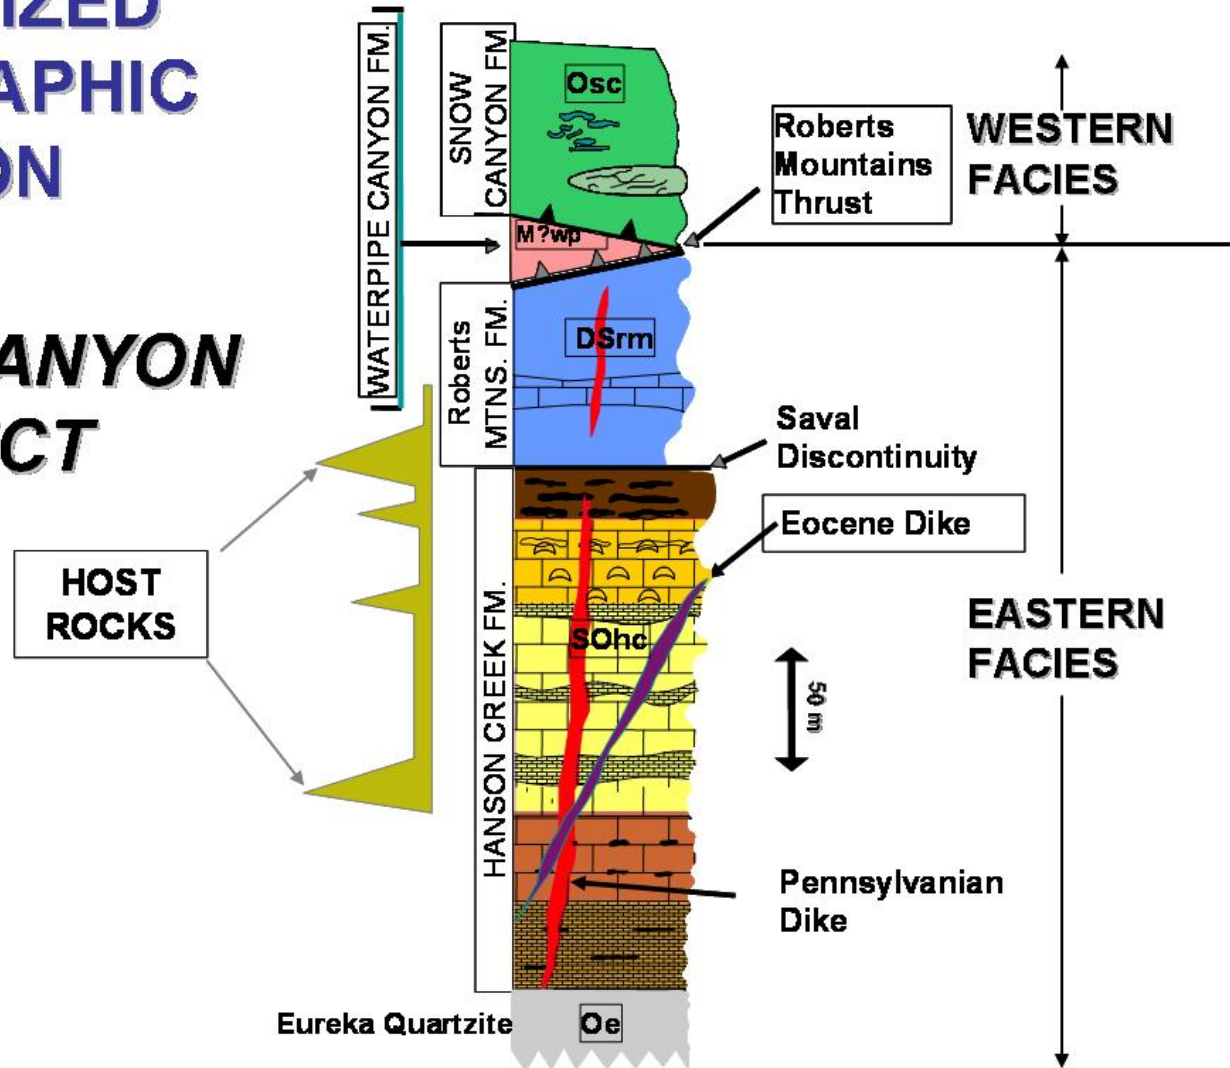 IZED
APHIC
ON
ANYON
CT
WATERPIPE CANYON FM.
SNOW
CANYON FM
Osc
Roberts
Mountains
Thrust
WESTERN
FACIES
M?wp
Roberts
MTNS. FM.
DSrm
Saval
Discontinuity
Eocene Dike
HOST
ROCKS
HANSON CREEK FM.
SOhc
EASTERN
FACIES
50 m
Pennsylvanian
Dike
Eureka Quartzite
Oe